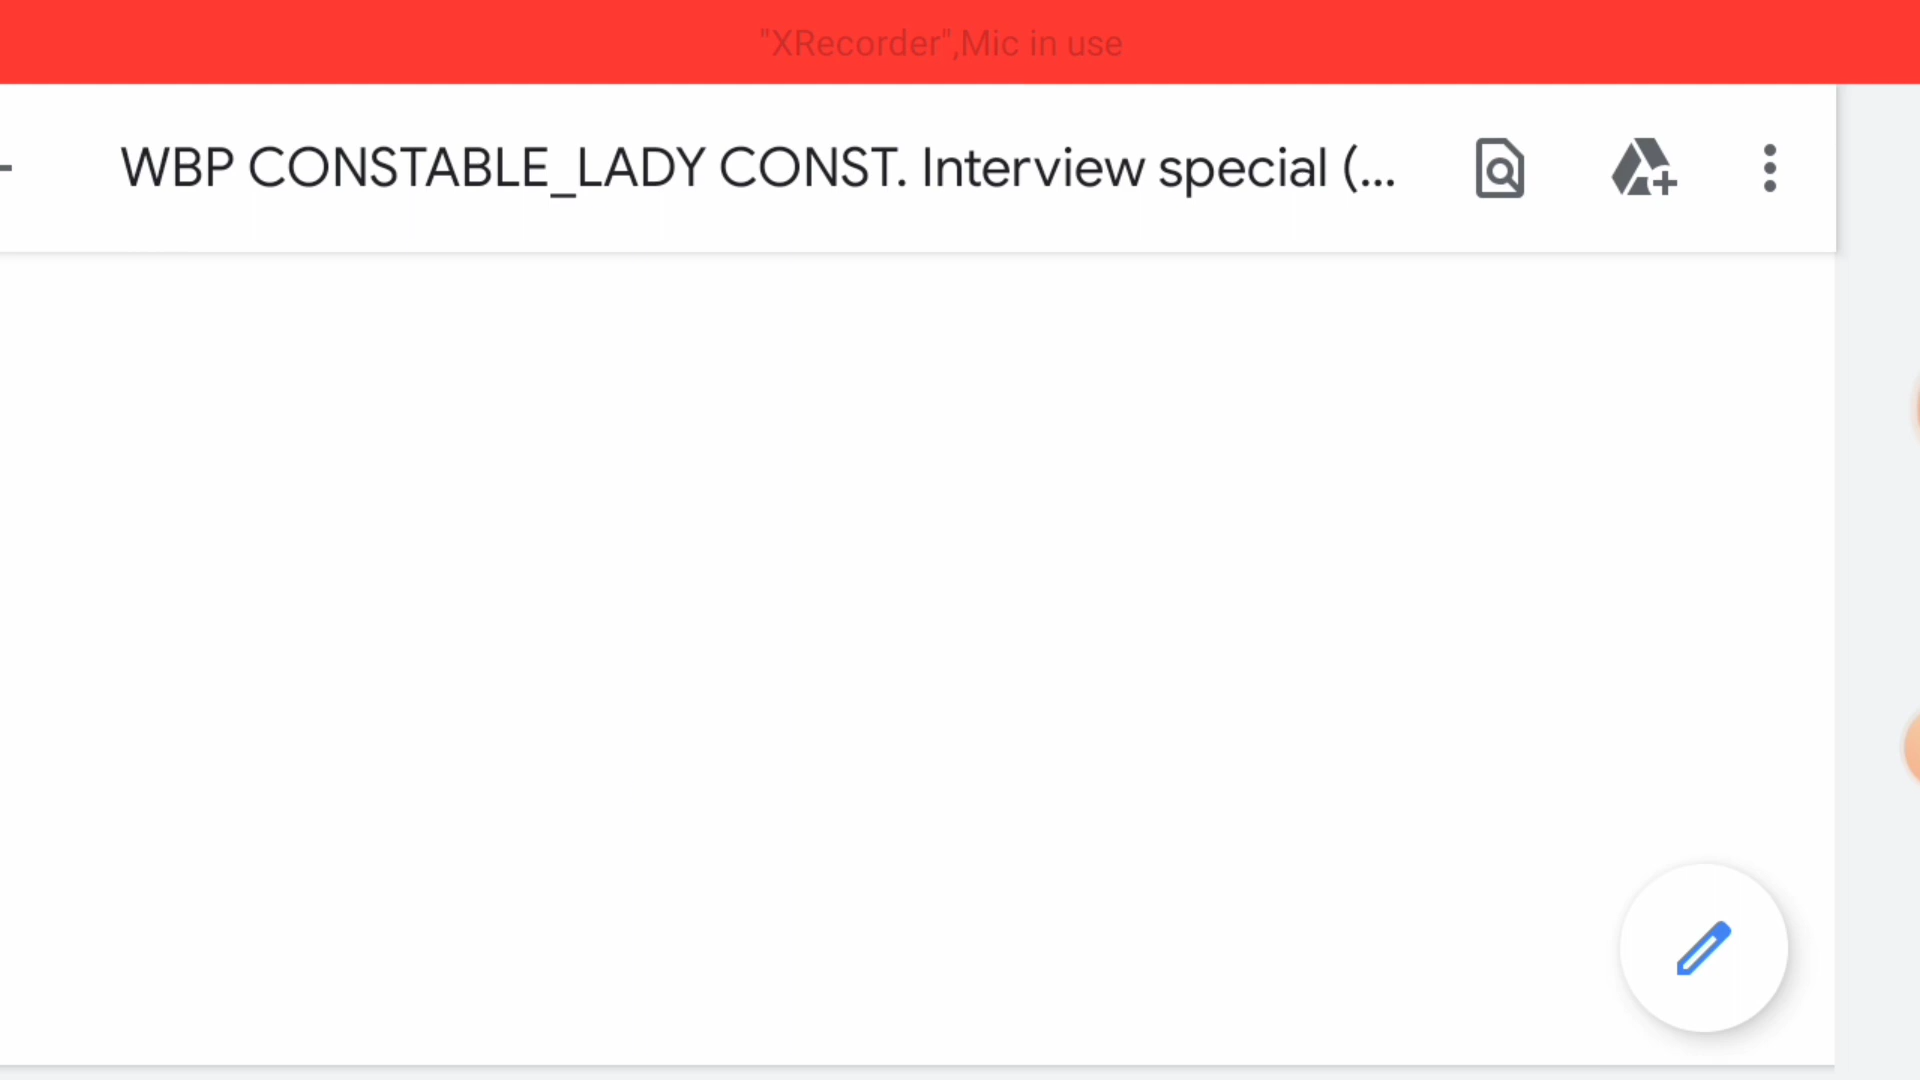 "XRecorder",Mic in use
WBP CONSTABLE_LADY CONST. Interview special (...